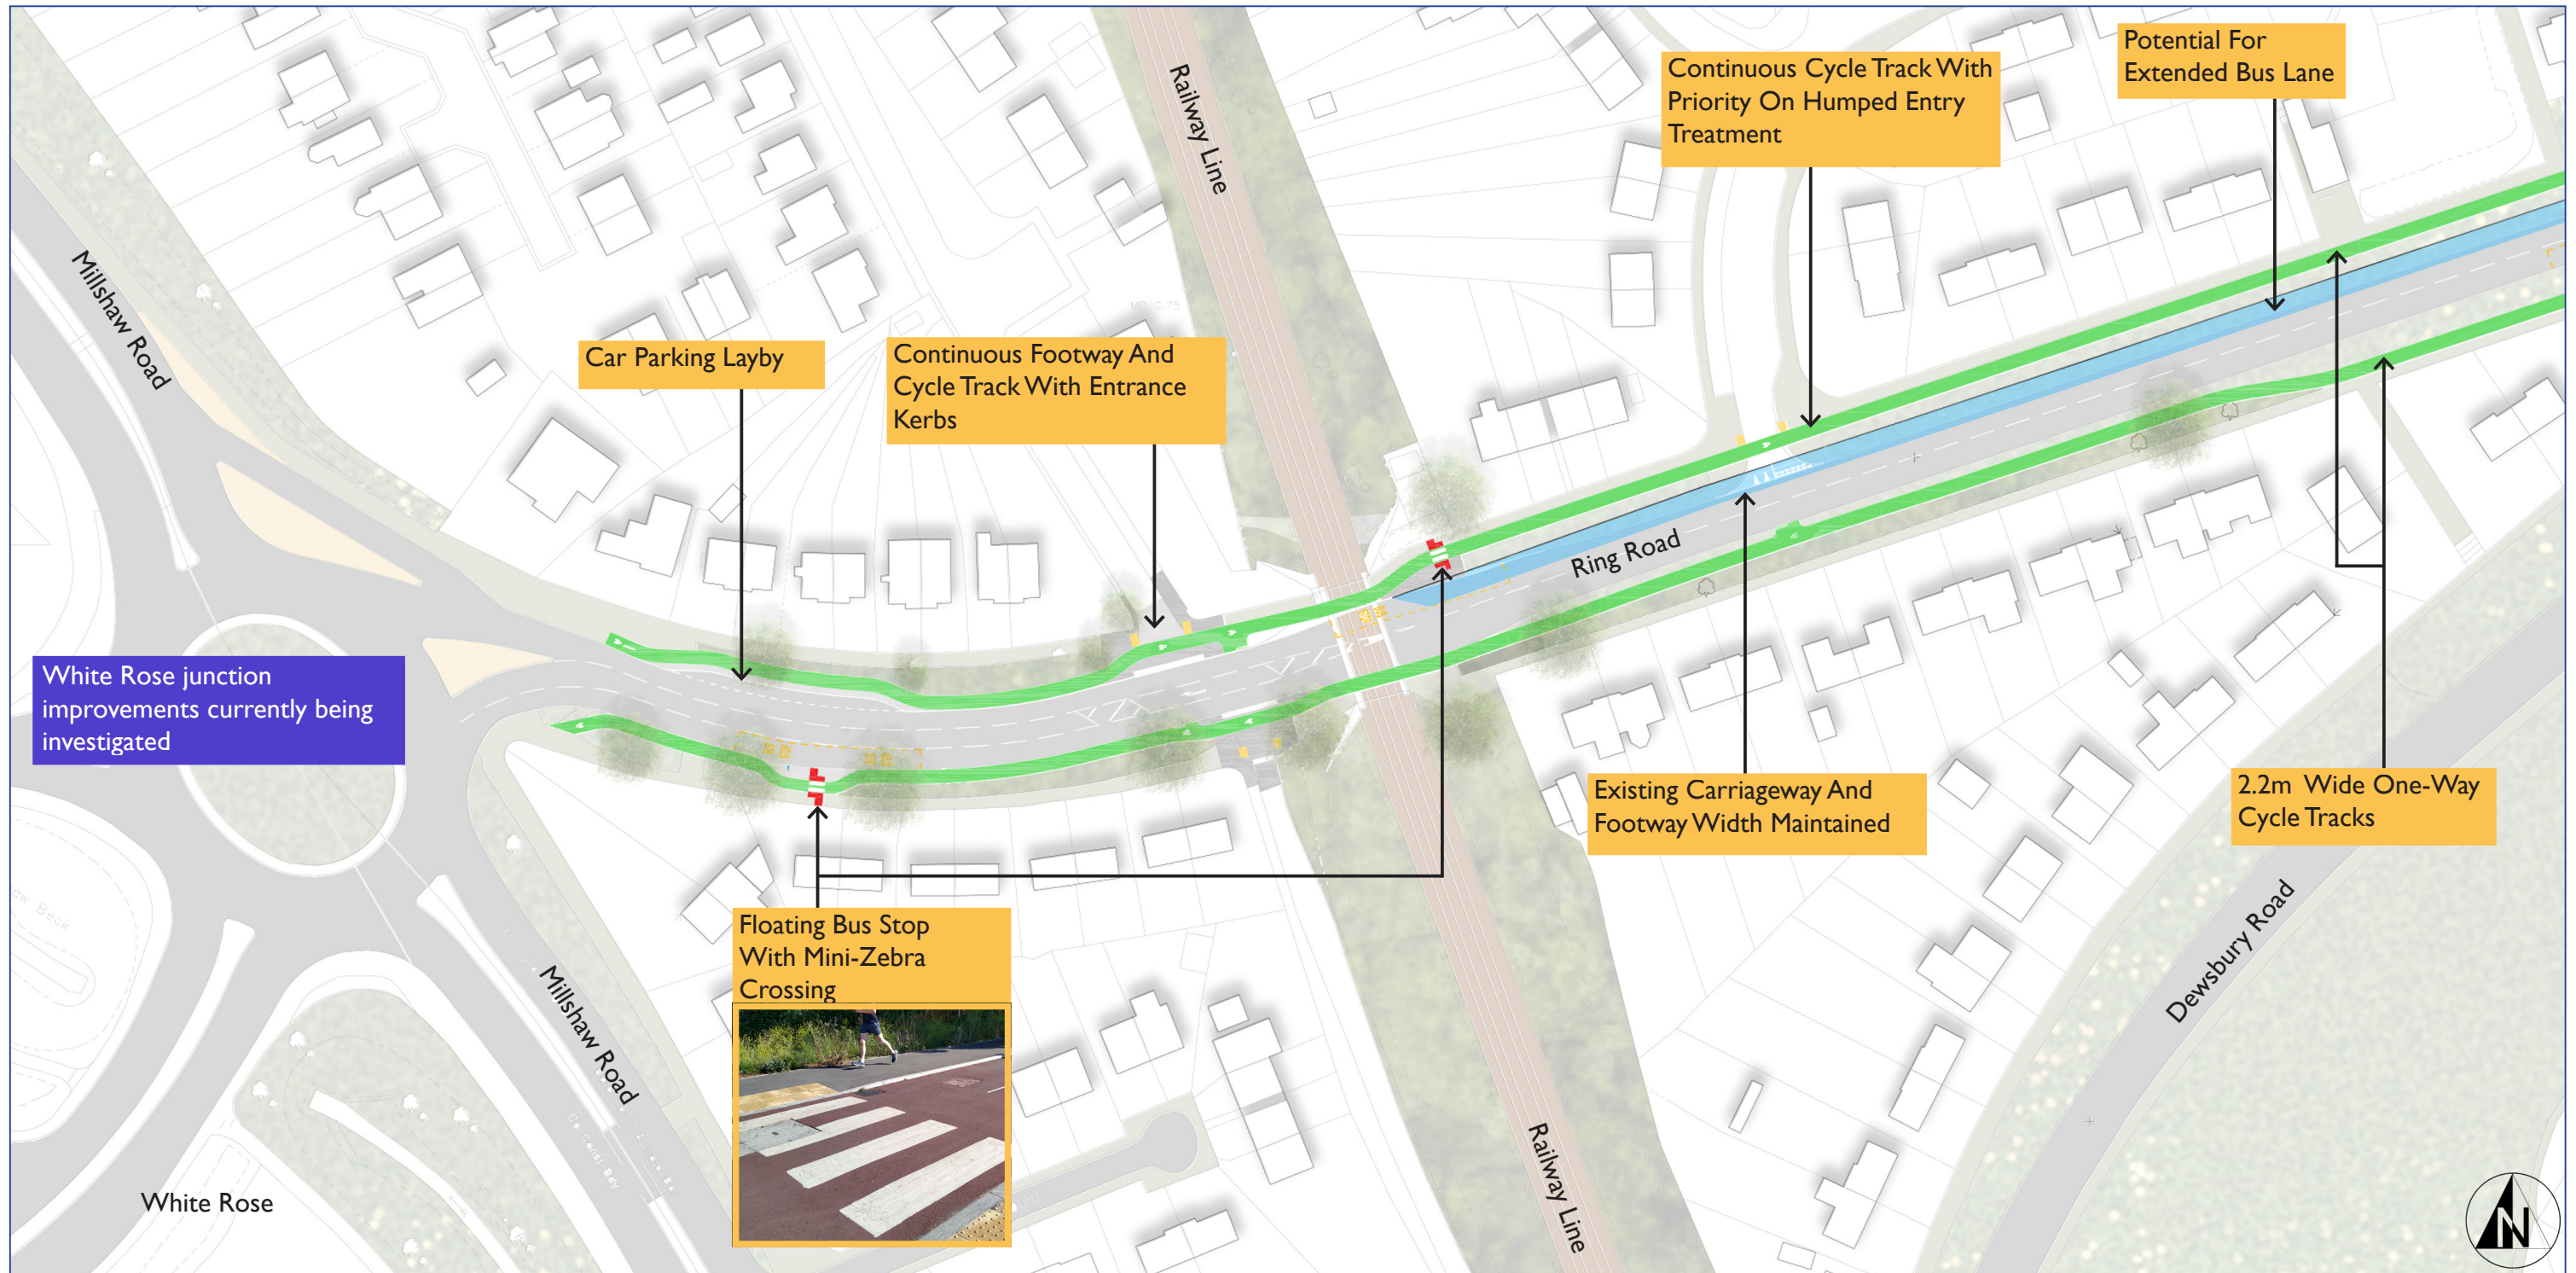 Potential For
Extended Bus Lane
Continuous Cycle Track With
Priority On Humped Entry
Treatment
Railway Line
Millshaw Road
Car Parking Layby
Continuous Footway And
Cycle Track With Entrance
Kerbs
Ring Road
White Rose junction
improvements currently being
investigated
Existing Carriageway And
Footway Width Maintained
2.2m Wide One-Way
Cycle Tracks
Floating Bus Stop
With Mini-Zebra
Crossing
Dewsbury Road
Millshaw Road
Railway Line
White Rose
N